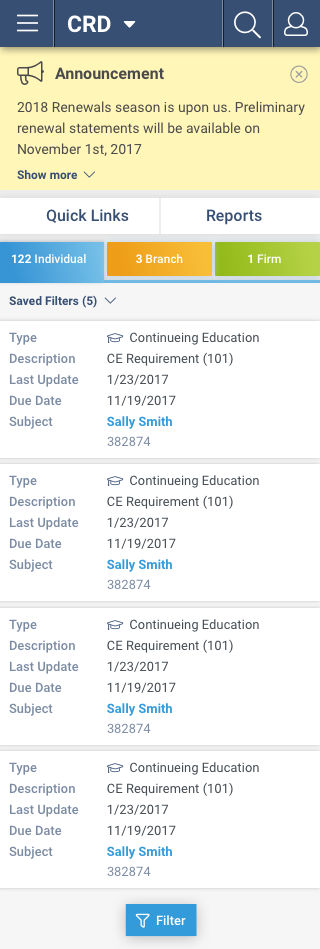 CRD
Announcement
2018 Renewals season is upon us. Preliminary
renewal statements will be available on
November 1st, 2017
Show more
Quick Links
Reports
122 Individual
3 Branch
1 Firm
Saved Filters (5)
Type Continueing Education
Description CE Requirement (101)
Last Update 1/23/2017
Due Date 11/19/2017
Subject Sally Smith
382874
Type Continueing Education
Description CE Requirement (101)
Last Update 1/23/2017
Due Date 11/19/2017
Subject Sally Smith
382874
Type Continueing Education
Description CE Requirement (101)
Last Update 1/23/2017
Due Date 11/19/2017
Subject Sally Smith
382874
Type Continueing Education
Description CE Requirement (101)
Last Update 1/23/2017
Due Date 11/19/2017
Subject Sally Smith
382874
Filter